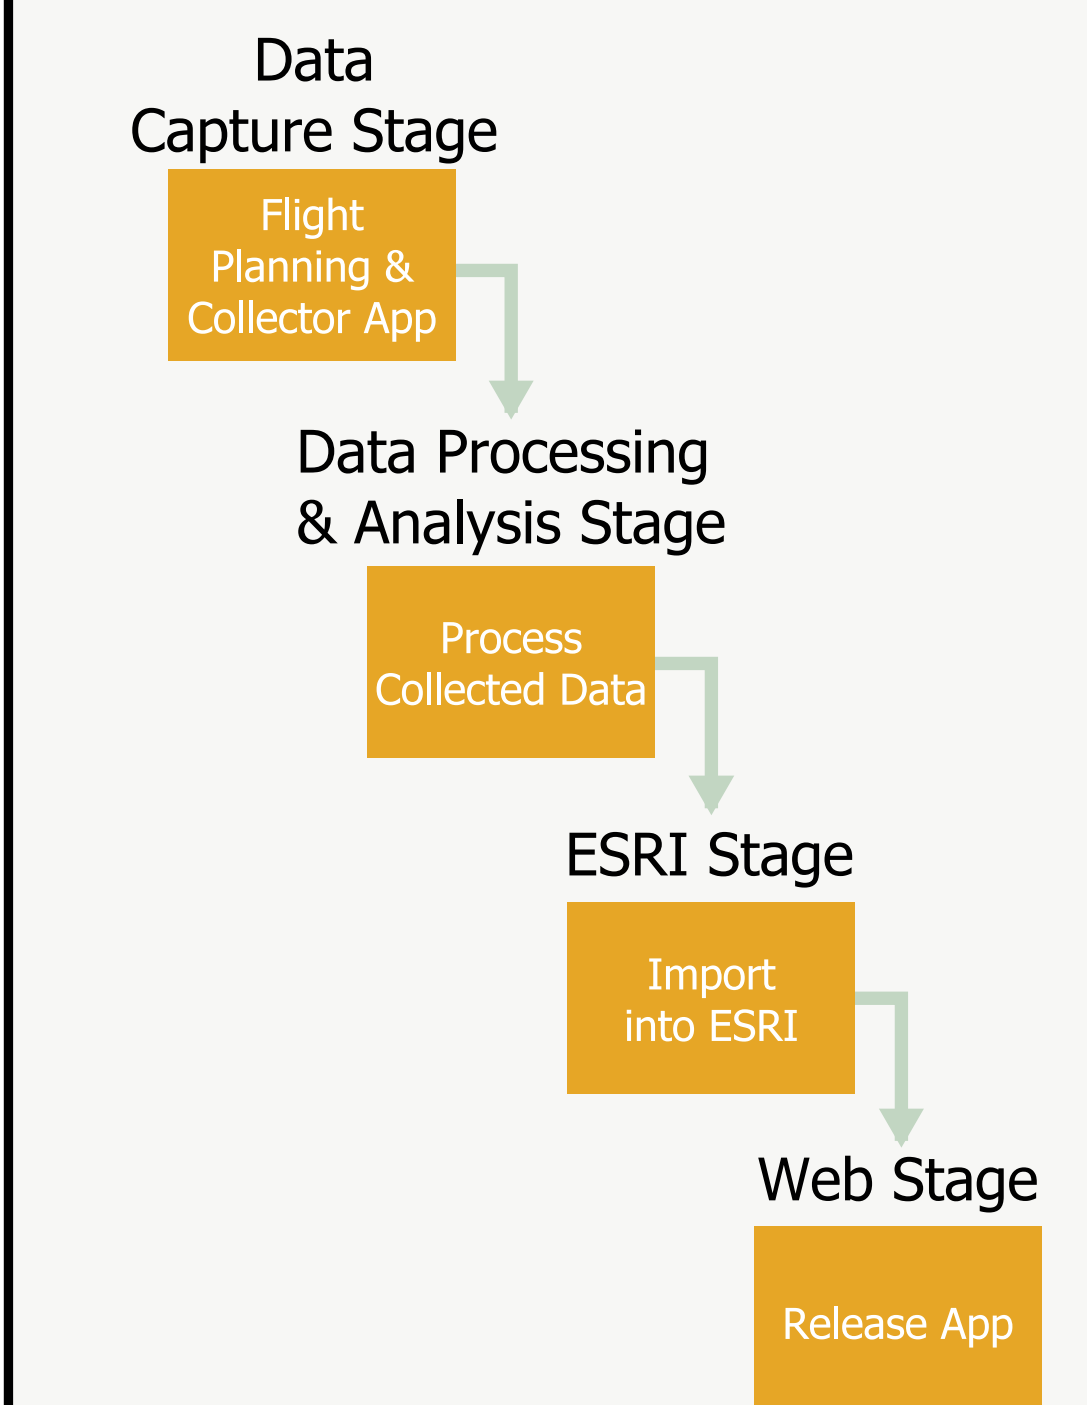 Data
Capture Stage
Flight
Planning &
Collector App
Data Processing
& Analysis Stage
Process
Collected Data
ESRI Stage
Import
into ESRI
Web Stage
Release App